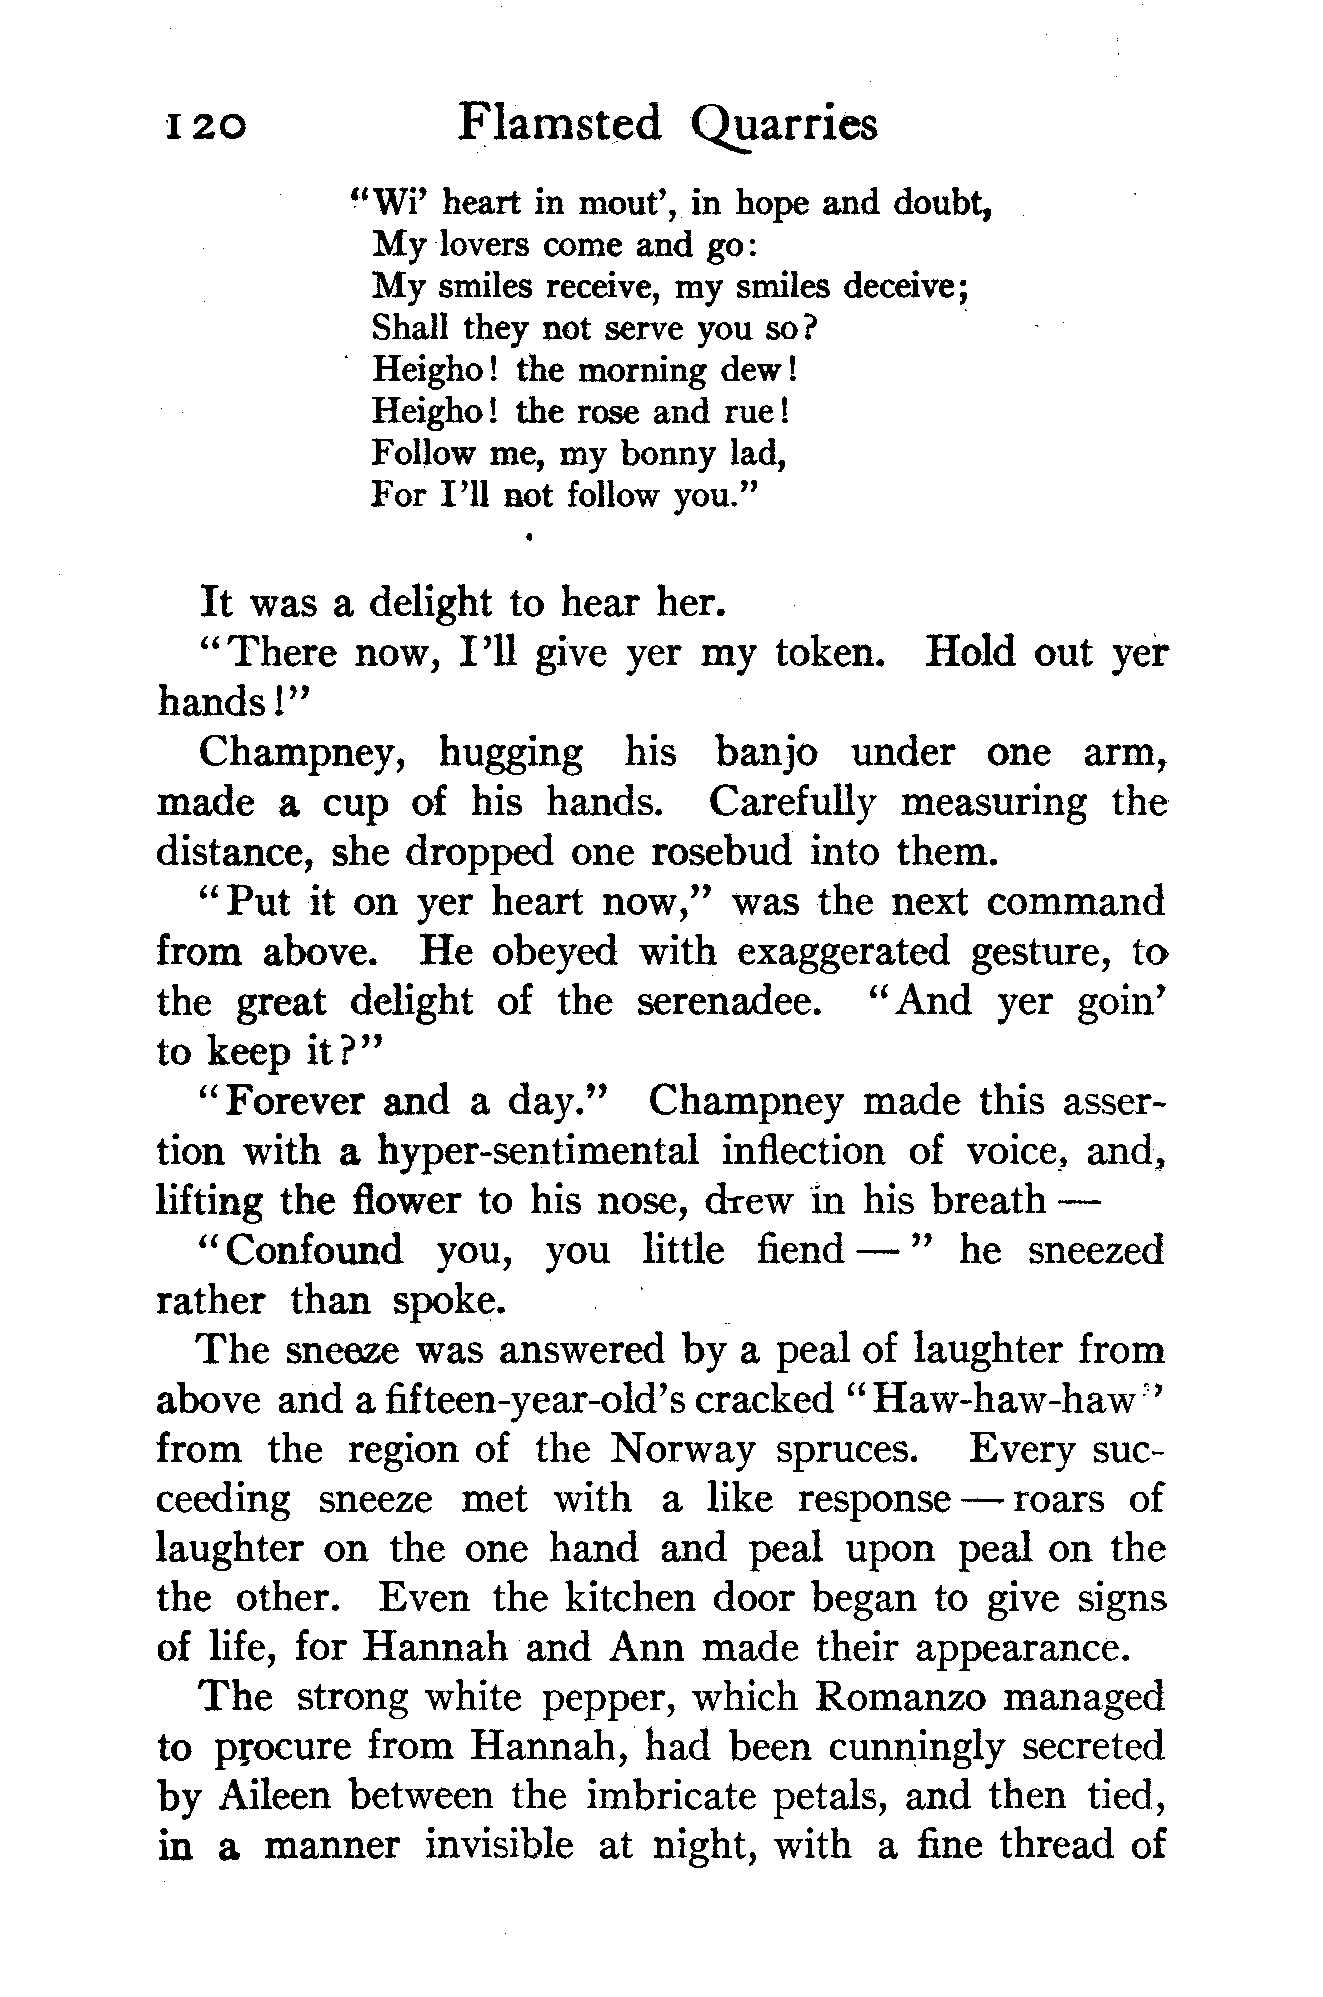 120 Flamsted Quarries
"Wi' heart in mout', in hope and doubt,
My lovers come and go:
My smiles receive, my smiles deceive;
Shall they not serve you so?
Heigho! the morning dew!
Heigho! the rose and rue!
Follow me, my bonny lad,
For I'll not follow you."
It was a delight to hear her.
"There now, I'll give yer my token. Hold out yer
hands!"
Champney, hugging his banjo under one arm,
made a cup of his hands. Carefully measuring the
distance, she dropped one rosebud into them.
"Put it on yer heart now," was the next command
from above. He obeyed with exaggerated gesture, to
the great delight of the serenadee. "And yer goin'
to keep it?"
"Forever and a day." Champney made this asser-
tion with a hyper-sentimental inflection of voice, and,
lifting the flower to his nose, drew in his breath —
"Confound you, you little fiend — " he sneezed
rather than spoke.
The sneeze was answered by a peal of laughter from
above and a fifteen-year-old's cracked "Haw-haw-haw"
from the region of the Norway spruces. Every suc-
ceeding sneeze met with a like response — roars of
laughter on the one hand and peal upon peal on the
the other. Even the kitchen door began to give signs
of life, for Hannah and Ann made their appearance.
The strong white pepper, which Romanzo managed
to procure from Hannah, had been cunningly secreted
by Aileen between the imbricate petals, and then tied,
in a manner invisible at night, with a fine thread of